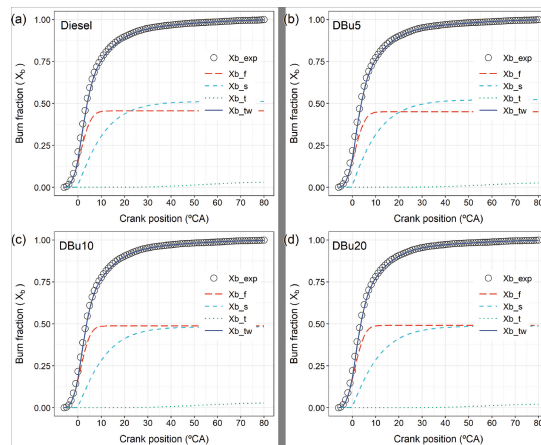 (a) Diesel
1.00
0.75
0.50
0.25
0.00
Burn fraction (Xb)
Xb_exp
Xb_f
Xb_s
Xb_t
Xb_tw
0 10 20 30 40 50 60 70 80
Crank position (ºCA)
(b) DBu5
1.00
0.75
0.50
0.25
0.00
Burn fraction (Xb)
Xb_exp
Xb_f
Xb_s
Xb_t
Xb_tw
0 10 20 30 40 50 60 70 80
Crank position (ºCA)
(c) DBu10
1.00
0.75
0.50
0.25
0.00
Burn fraction (Xb)
Xb_exp
Xb_f
Xb_s
Xb_t
Xb_tw
0 10 20 30 40 50 60 70 80
Crank position (ºCA)
(d) DBu20
1.00
0.75
0.50
0.25
0.00
Burn fraction (Xb)
Xb_exp
Xb_f
Xb_s
Xb_t
Xb_tw
0 10 20 30 40 50 60 70 80
Crank position (ºCA)